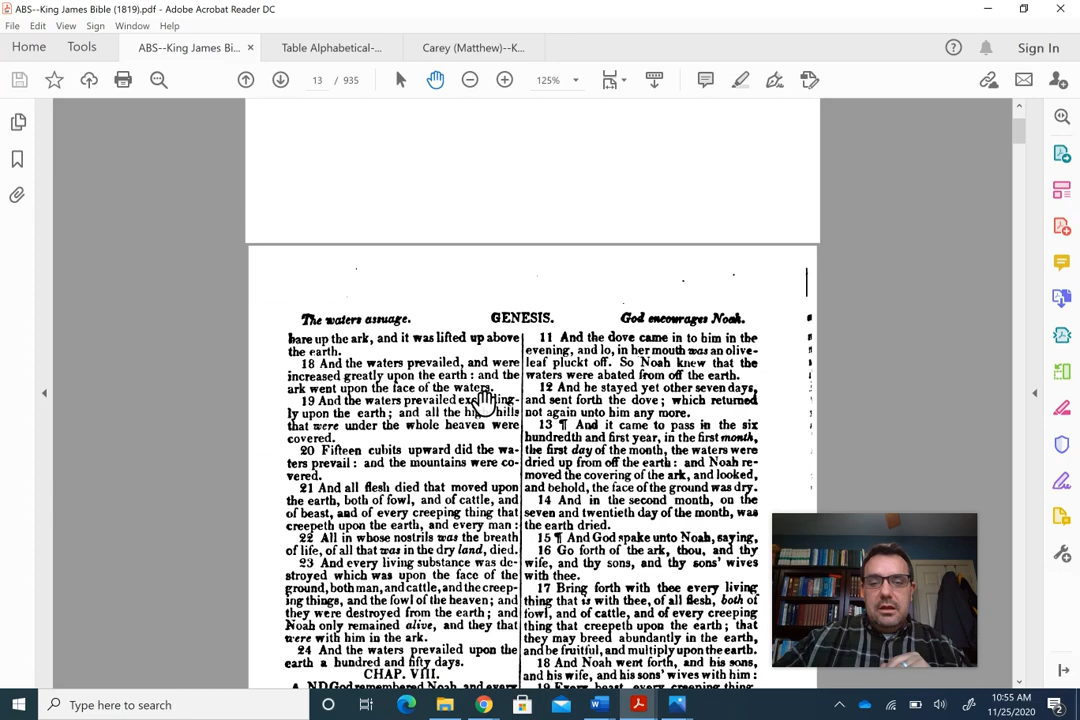 ABS--King James Bible (1819).pdf - Adobe Acrobat Reader DC
File Edit View Sign Window Help
Home Tools ABS--King James Bi... × Table Alphabetical-... Carey (Matthew)--K... Sign In
13 / 935 125%
The waters assuage. GENESIS. God encourages Noah.
bare up the ark, and it was lifted up above
the earth.
18 And the waters prevailed, and were
increased greatly upon the earth: and the
ark went upon the face of the waters.
19 And the waters prevailed
ly upon the earth; and all the hills
that were under the whole heaven were
covered.
20 Fifteen cubits upward did the wa-
ters prevail: and the mountains were co-
vered.
21 And all flesh died that moved upon
the earth, both of fowl, and of cattle, and
of beast, and of every creeping thing that
creepeth upon the earth, and every man:
22 All in whose nostrils was the breath
of life, of all that was in the dry land, died.
23 And every living substance was de-
stroyed which was upon the face of the
ground, both man, and cattle, and the creep-
ing things, and the fowl of the heaven; and
they were destroyed from the earth; and
Noah only remained alive, and they that
were with him in the ark.
24 And the waters prevailed upon the
earth a hundred and fifty days.
CHAP. VIII.
AND God remembered Noah, and every
11 And the dove came in to him in the
evening, and lo, in her mouth was an olive-
leaf pluckt off. So Noah knew that the
waters were abated from off the earth.
12 And he stayed yet other seven days,
and sent forth the dove; which returned
not again unto him any more.
13 ¶ And it came to pass in the six
hundredth and first year, in the first month,
the first day of the month, the waters were
dried up from off the earth: and Noah re-
moved the covering of the ark, and looked,
and behold, the face of the ground was dry.
14 And in the second month, on the
seven and twentieth day of the month, was
the earth dried.
15 ¶ And God spake unto Noah, saying,
16 Go forth of the ark, thou, and thy
wife, and thy sons, and thy sons' wives
with thee.
17 Bring forth with thee every living
thing that is with thee, of all flesh, both of
fowl, and of cattle, and of every creeping
thing that creepeth upon the earth; that
they may breed abundantly in the earth,
and be fruitful, and multiply upon the earth.
18 And Noah went forth, and his sons,
and his wife, and his sons' wives with him:
19 Every beast, every creeping thing
Type here to search
10:55 AM
11/25/2020
2